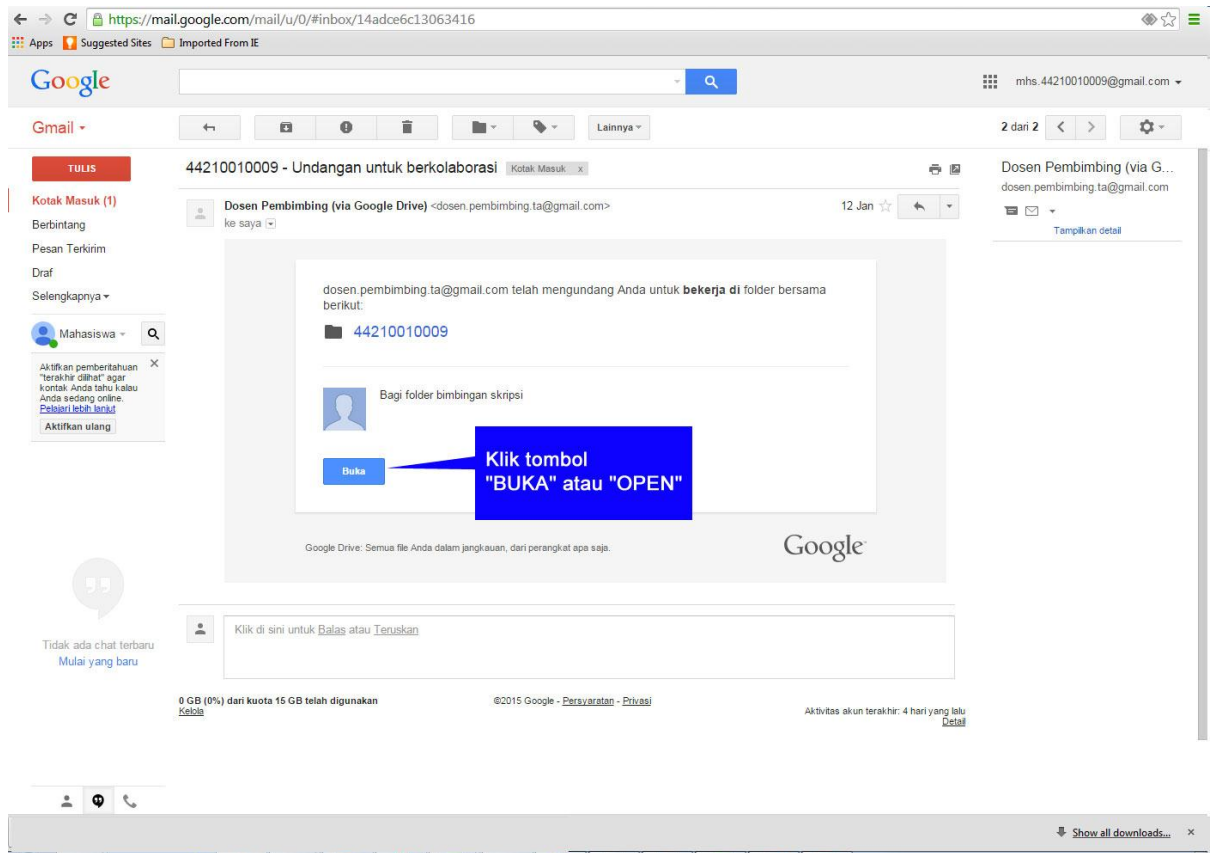 https://mail.google.com/mail/u/0/#inbox/14adce6c13063416
Apps Suggested Sites Imported From IE
Google
mhs.44210010009@gmail.com
Gmail
Lainnya
2 dari 2
TULIS
Kotak Masuk (1)
Berbintang
Pesan Terkirim
Draf
Selengkapnya
Mahasiswa
Aktifkan pemberitahuan
"terakhir dilihat" agar
kontak Anda tahu kalau
Anda sedang online.
Pelajari lebih lanjut
Aktifkan ulang
Tidak ada chat terbaru
Mulai yang baru
44210010009 - Undangan untuk berkolaborasi Kotak Masuk x
Dosen Pembimbing (via Google Drive) <dosen.pembimbing.ta@gmail.com>
12 Jan
ke saya
dosen.pembimbing.ta@gmail.com telah mengundang Anda untuk bekerja di folder bersama
berikut:
44210010009
Bagi folder bimbingan skripsi
Buka
Klik tombol
"BUKA" atau "OPEN"
Google Drive: Semua file Anda dalam jangkauan, dari perangkat apa saja.
Google
Klik di sini untuk Balas atau Teruskan
0 GB (0%) dari kuota 15 GB telah digunakan
Kelola
©2015 Google - Persyaratan - Privasi
Aktivitas akun terakhir: 4 hari yang lalu
Detail
Dosen Pembimbing (via G...
dosen.pembimbing.ta@gmail.com
Tampilkan detail
Show all downloads...